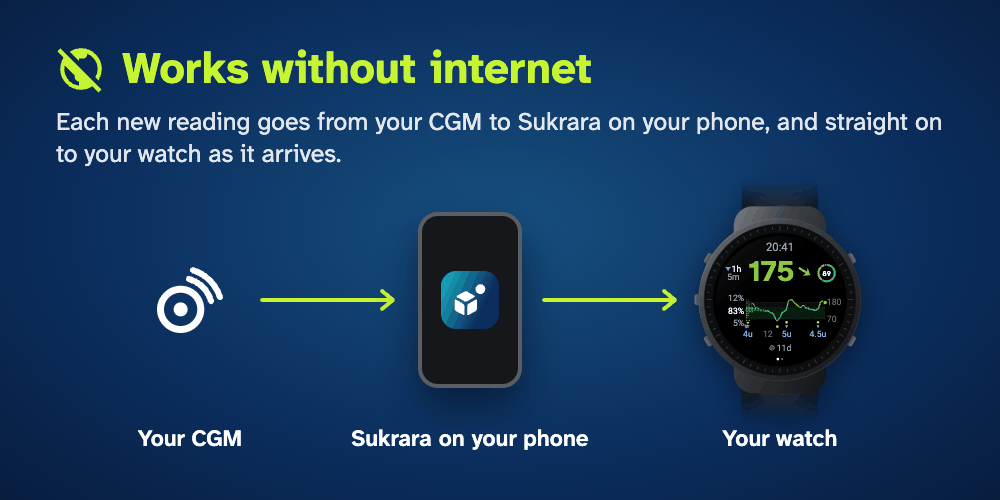 Works without internet
Each new reading goes from your CGM to Sukrara on your phone, and straight on
to your watch as it arrives.
20:41
1h
5m
175
89
12%
83%
5%
180
70
4u
12
5u
4.5u
11d
Your CGM
Sukrara on your phone
Your watch